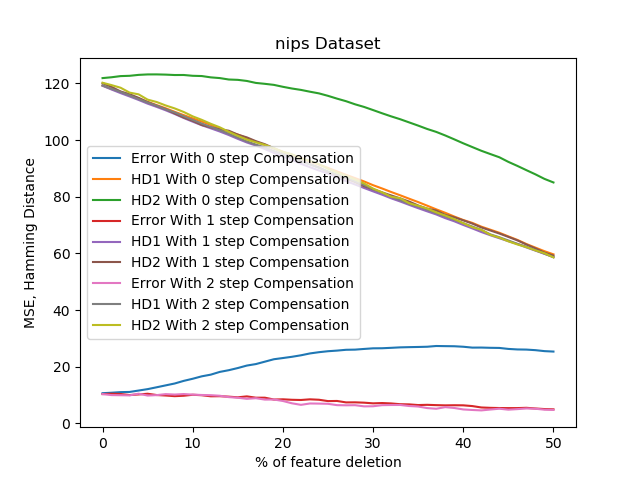 nips Dataset
MSE, Hamming Distance
120
100
80
60
40
20
0
Error With 0 step Compensation
HD1 With 0 step Compensation
HD2 With 0 step Compensation
Error With 1 step Compensation
HD1 With 1 step Compensation
HD2 With 1 step Compensation
Error With 2 step Compensation
HD1 With 2 step Compensation
HD2 With 2 step Compensation
0 10 20 30 40 50
% of feature deletion